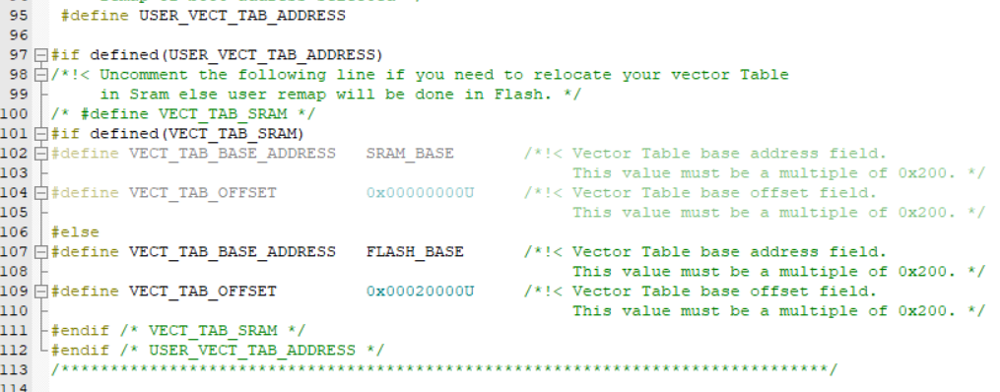 95 #define USER_VECT_TAB_ADDRESS
96
97 #if defined(USER_VECT_TAB_ADDRESS)
98 /*!< Uncomment the following line if you need to relocate your vector Table
99 in Sram else user remap will be done in Flash. */
100 /* #define VECT_TAB_SRAM */
101 #if defined(VECT_TAB_SRAM)
102 #define VECT_TAB_BASE_ADDRESS SRAM_BASE /*!< Vector Table base address field.
103 This value must be a multiple of 0x200. */
104 #define VECT_TAB_OFFSET 0x00000000U /*!< Vector Table base offset field.
105 This value must be a multiple of 0x200. */
106 #else
107 #define VECT_TAB_BASE_ADDRESS FLASH_BASE /*!< Vector Table base address field.
108 This value must be a multiple of 0x200. */
109 #define VECT_TAB_OFFSET 0x00020000U /*!< Vector Table base offset field.
110 This value must be a multiple of 0x200. */
111 #endif /* VECT_TAB_SRAM */
112 #endif /* USER_VECT_TAB_ADDRESS */
113 /******************************************************************************/
114